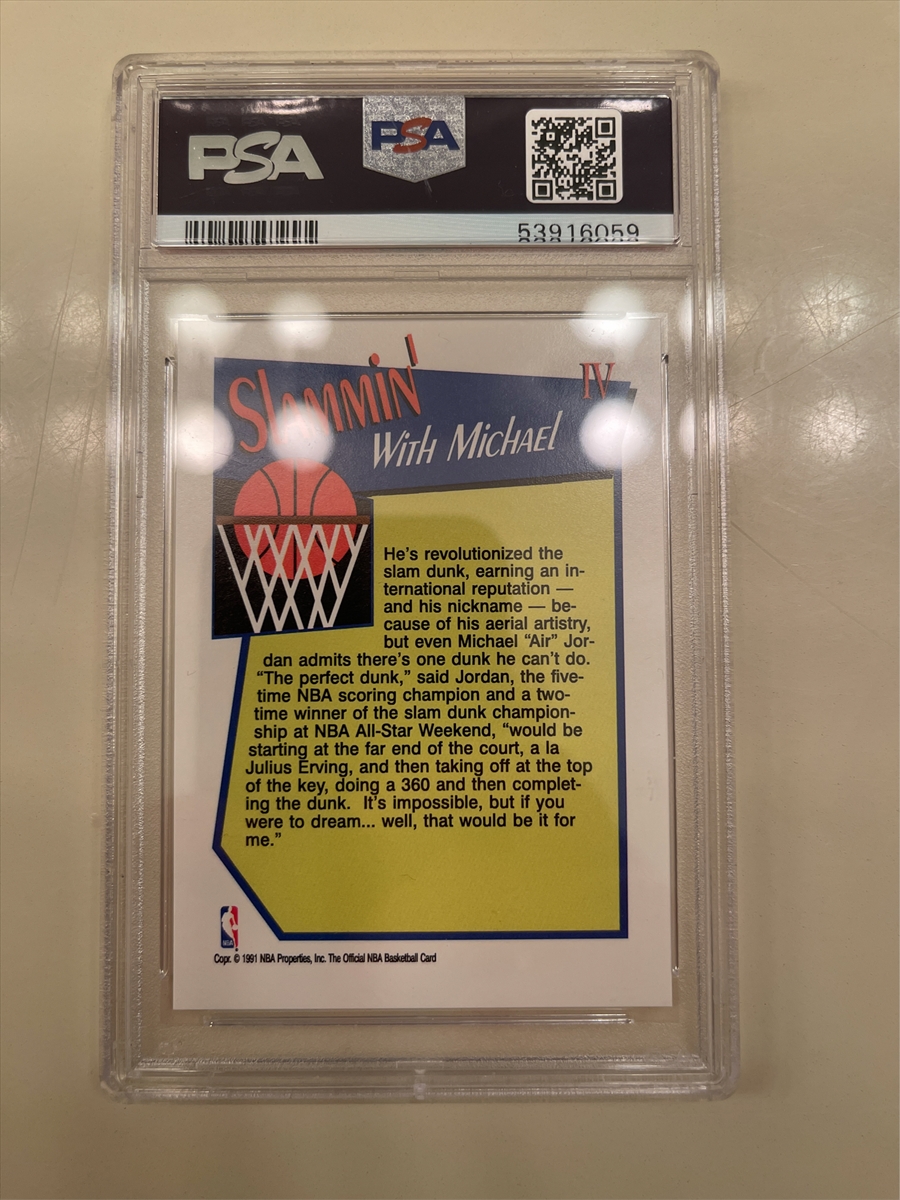 PSA
PSA
53916059
Slammin'
IV
With Michael
He's revolutionized the
slam dunk, earning an in-
ternational reputation —
and his nickname — be-
cause of his aerial artistry,
but even Michael “Air” Jor-
dan admits there's one dunk he can't do.
“The perfect dunk,” said Jordan, the five-
time NBA scoring champion and a two-
time winner of the slam dunk champion-
ship at NBA All-Star Weekend, “would be
starting at the far end of the court, a la
Julius Erving, and then taking off at the top
of the key, doing a 360 and then complet-
ing the dunk. It's impossible, but if you
were to dream... well, that would be it for
me.”
NBA
Copr. © 1991 NBA Properties, Inc. The Official NBA Basketball Card